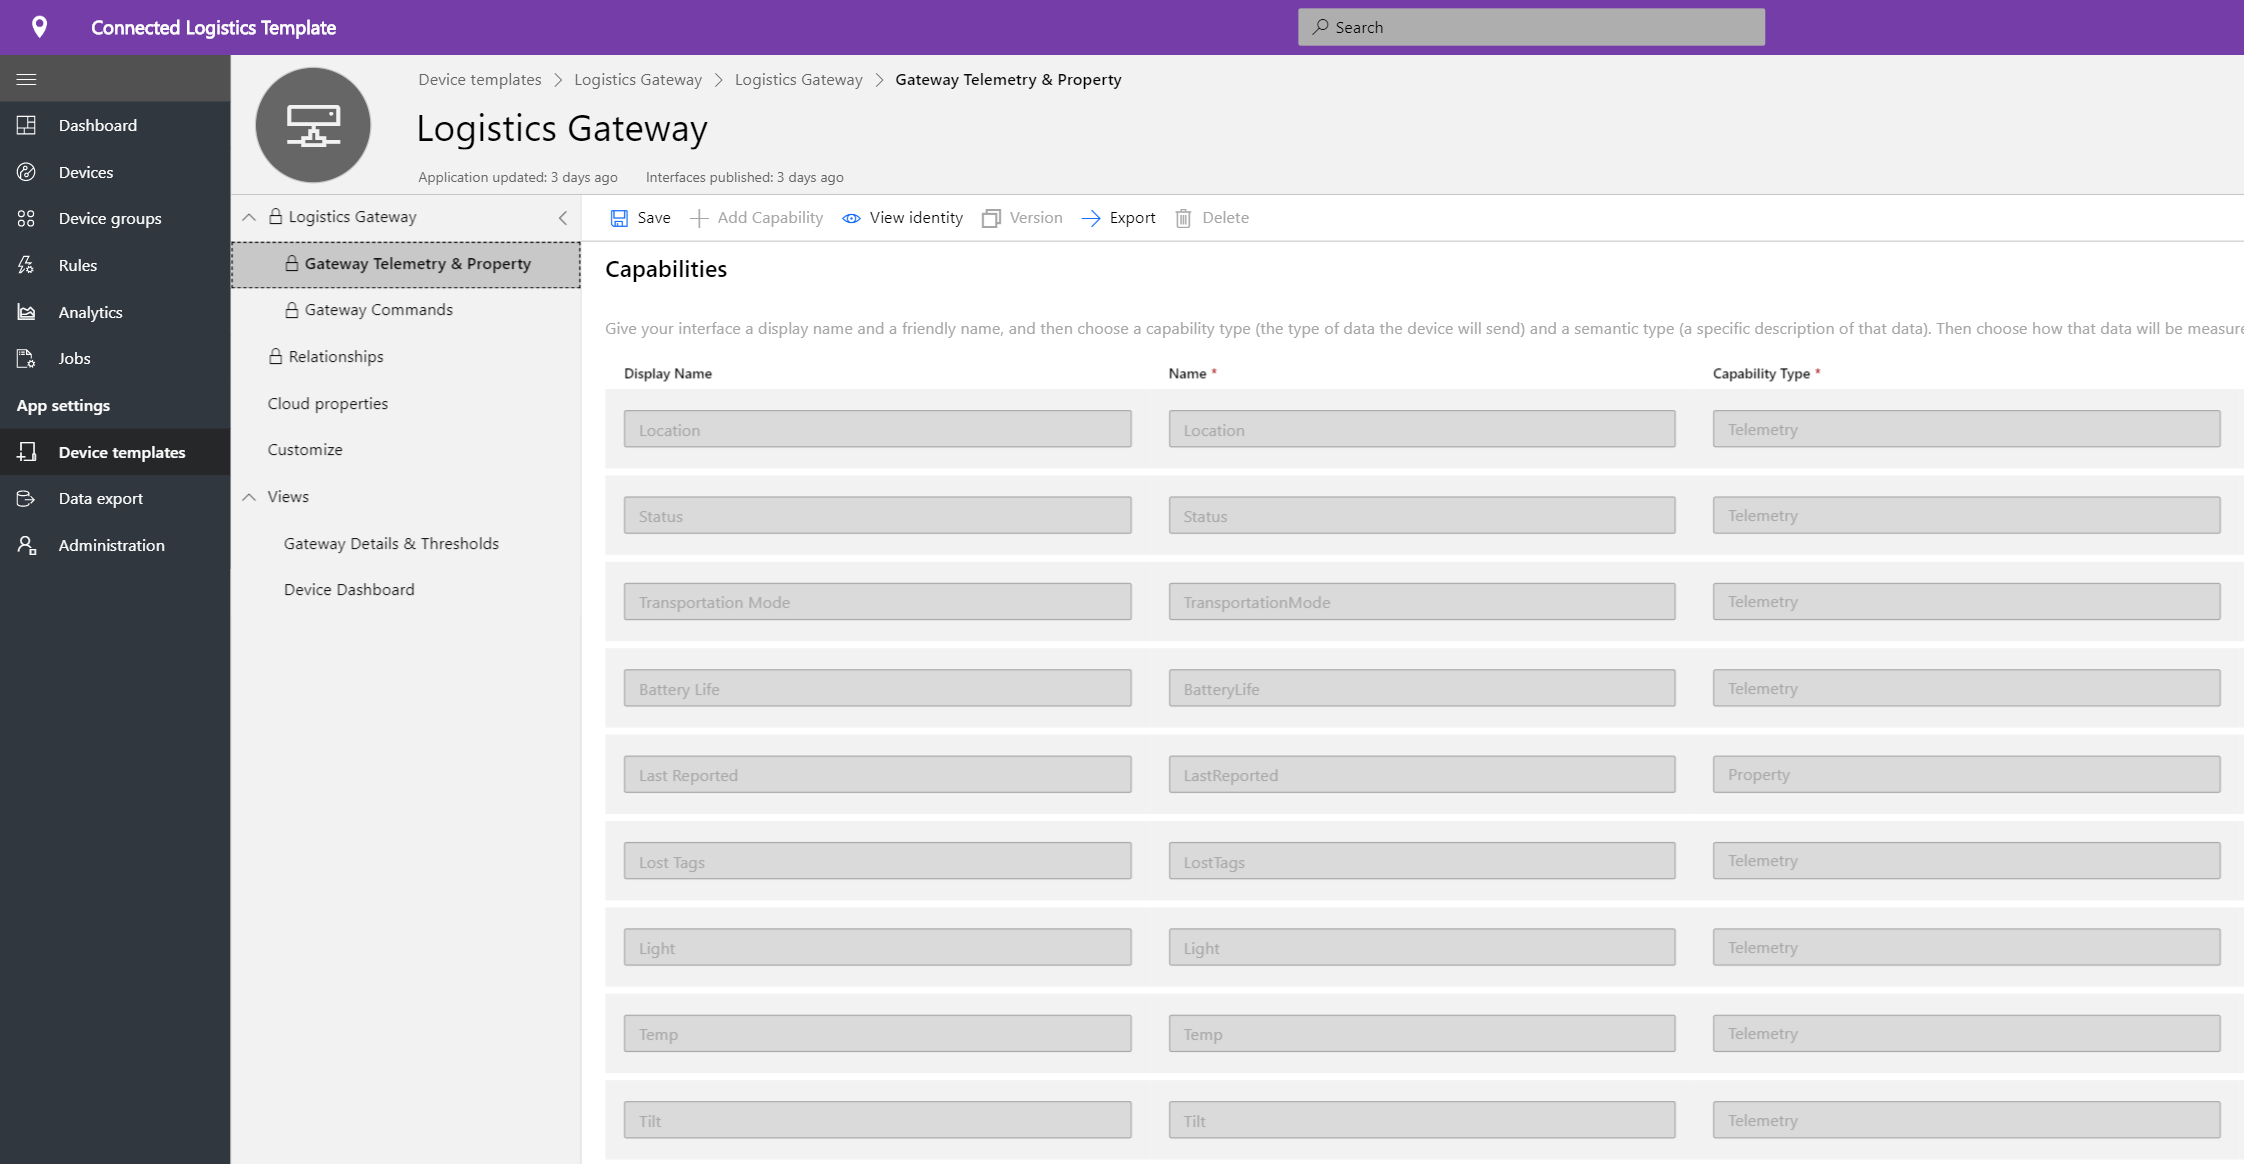 Connected Logistics Template
Search
Dashboard
Devices
Device groups
Rules
Analytics
Jobs
App settings
Device templates
Data export
Administration
Device templates > Logistics Gateway > Logistics Gateway > Gateway Telemetry & Property
Logistics Gateway
Application updated: 3 days ago Interfaces published: 3 days ago
Logistics Gateway
Gateway Telemetry & Property
Gateway Commands
Relationships
Cloud properties
Customize
Views
Gateway Details & Thresholds
Device Dashboard
Save Add Capability View identity Version Export Delete
Capabilities
Give your interface a display name and a friendly name, and then choose a capability type (the type of data the device will send) and a semantic type (a specific description of that data). Then choose how that data will be measure
Display Name Name * Capability Type *
Location Location Telemetry
Status Status Telemetry
Transportation Mode TransportationMode Telemetry
Battery Life BatteryLife Telemetry
Last Reported LastReported Property
Lost Tags LostTags Telemetry
Light Light Telemetry
Temp Temp Telemetry
Tilt Tilt Telemetry